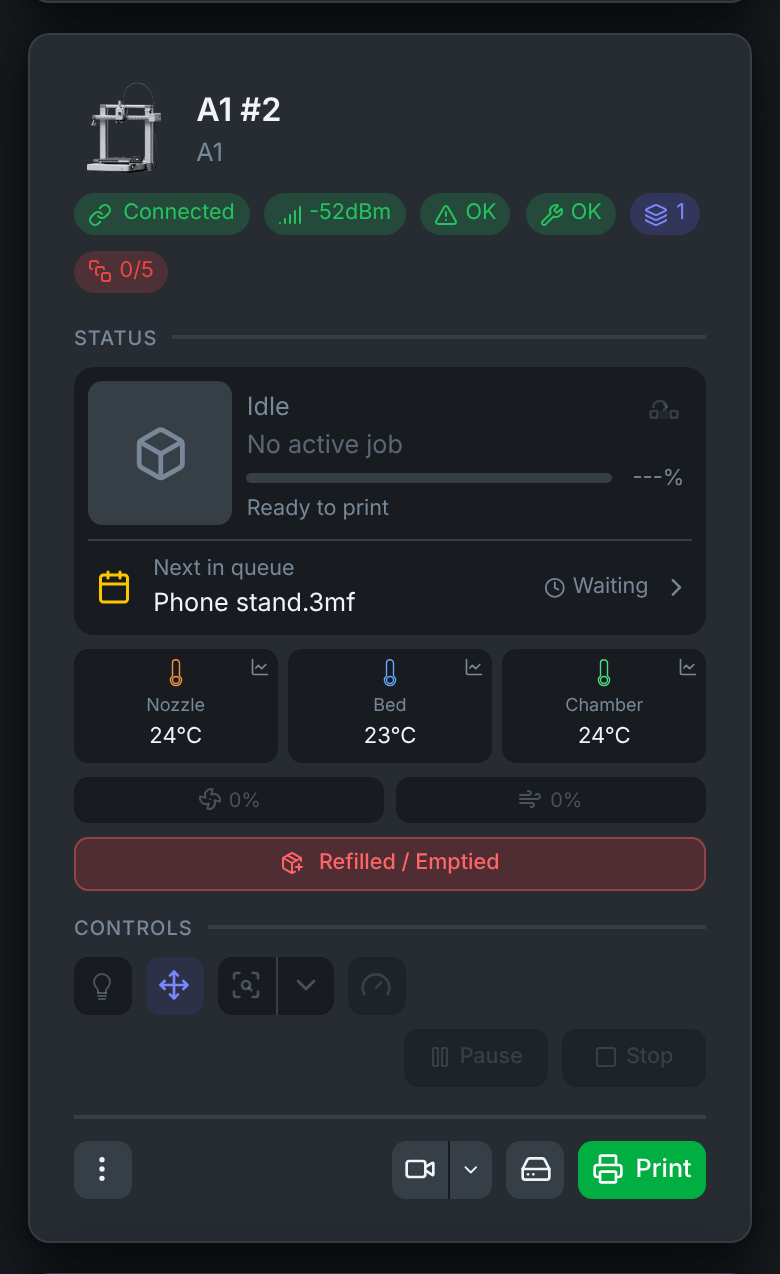 A1 #2
A1
Connected
-52dBm
OK
OK
1
0/5
STATUS
Idle
No active job
---%
Ready to print
Next in queue
Phone stand.3mf
Waiting
Nozzle
24°C
Bed
23°C
Chamber
24°C
0%
0%
Refilled / Emptied
CONTROLS
Pause
Stop
Print